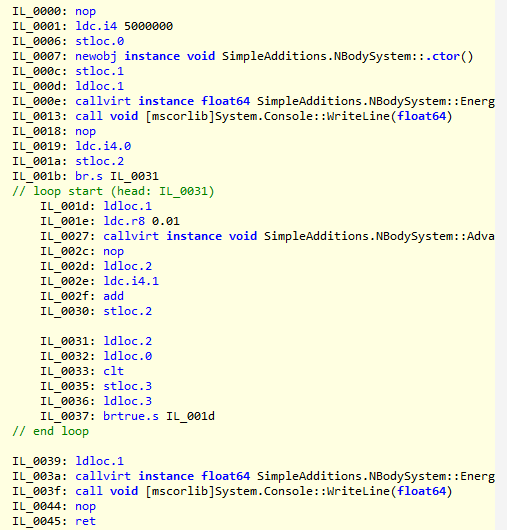 IL_0000: nop
IL_0001: ldc.i4 5000000
IL_0006: stloc.0
IL_0007: newobj instance void SimpleAdditions.NBodySystem::.ctor()
IL_000c: stloc.1
IL_000d: ldloc.1
IL_000e: callvirt instance float64 SimpleAdditions.NBodySystem::Energ
IL_0013: call void [mscorlib]System.Console::WriteLine(float64)
IL_0018: nop
IL_0019: ldc.i4.0
IL_001a: stloc.2
IL_001b: br.s IL_0031
// loop start (head: IL_0031)
IL_001d: ldloc.1
IL_001e: ldc.r8 0.01
IL_0027: callvirt instance void SimpleAdditions.NBodySystem::Adva
IL_002c: nop
IL_002d: ldloc.2
IL_002e: ldc.i4.1
IL_002f: add
IL_0030: stloc.2
IL_0031: ldloc.2
IL_0032: ldloc.0
IL_0033: clt
IL_0035: stloc.3
IL_0036: ldloc.3
IL_0037: brtrue.s IL_001d
// end loop
IL_0039: ldloc.1
IL_003a: callvirt instance float64 SimpleAdditions.NBodySystem::Energ
IL_003f: call void [mscorlib]System.Console::WriteLine(float64)
IL_0044: nop
IL_0045: ret